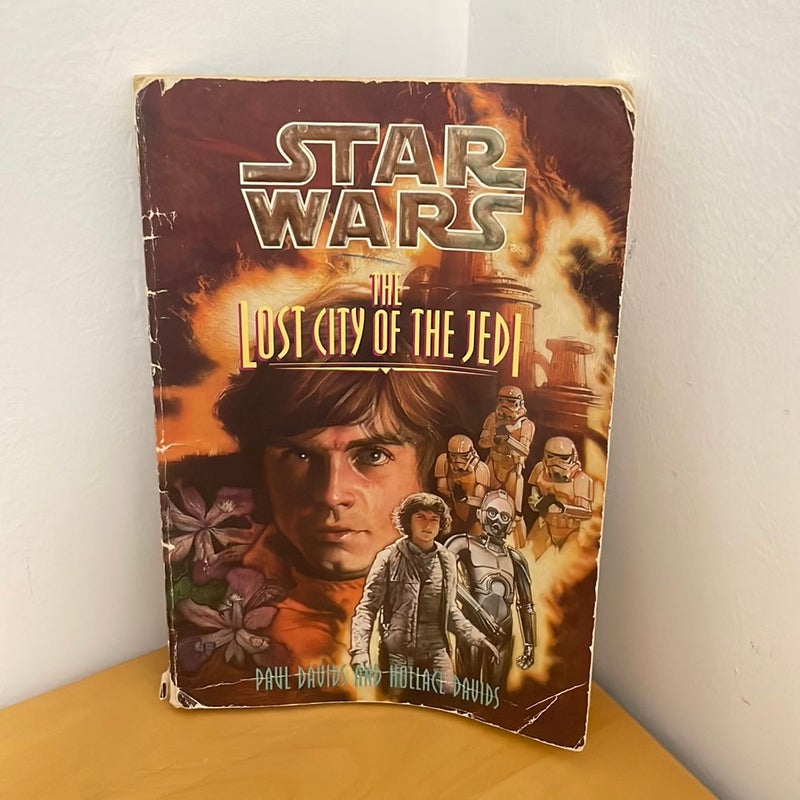 STAR
WARS
THE
LOST CITY OF THE JEDI
PAUL DAVIDS AND HOLLACE DAVIDS